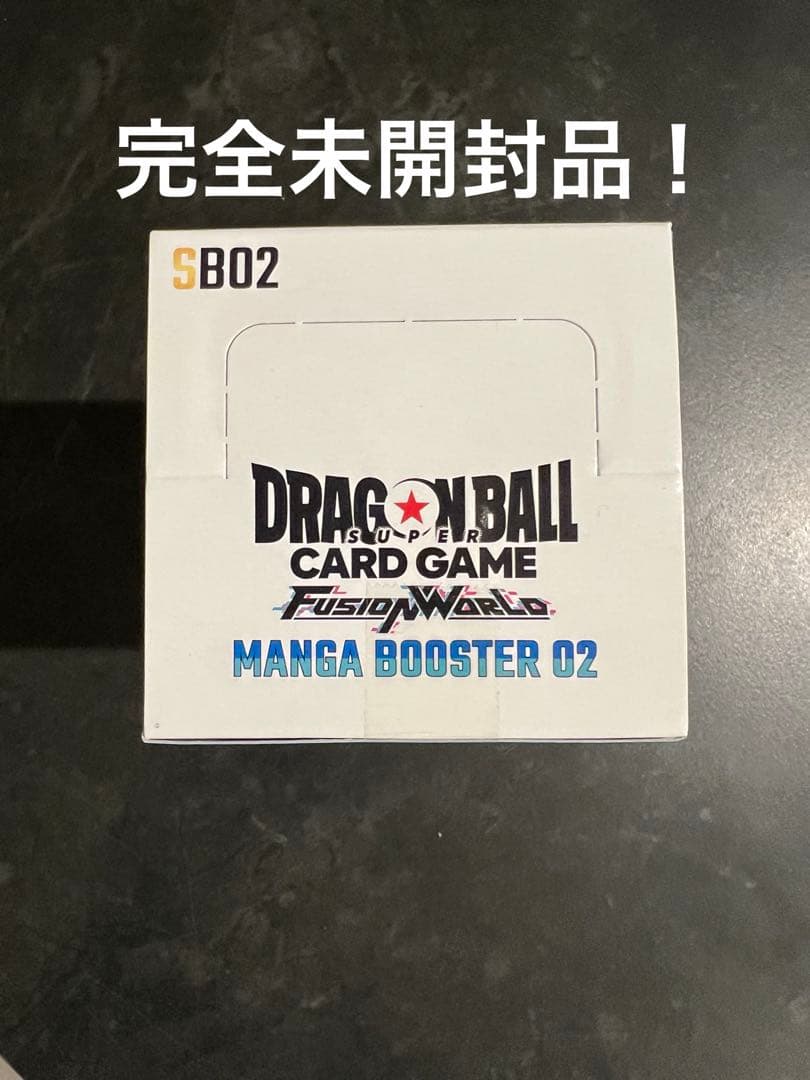 完全未開封品！
SB02
DRAGON BALL
SUPER
CARD GAME
FUSION WORLD
MANGA BOOSTER 02